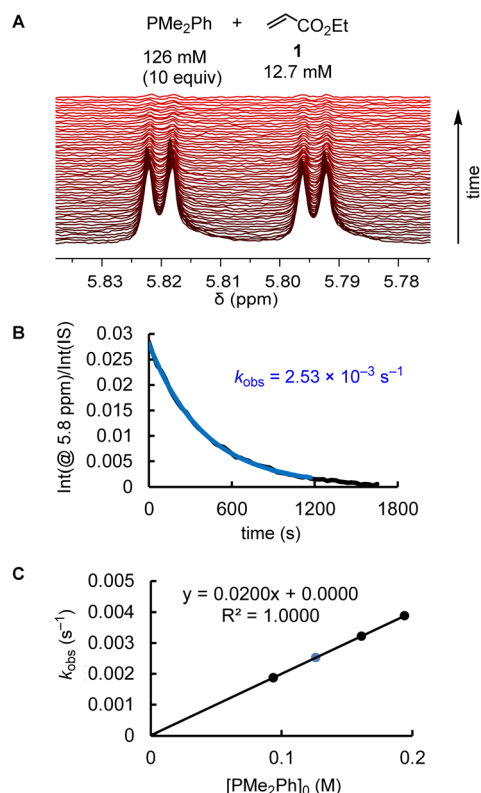 A
PMe₂Ph + CO₂Et
1
126 mM
(10 equiv)
12.7 mM
time
5.83 5.82 5.81 5.80 5.79 5.78
δ (ppm)
B
Int(@ 5.8 ppm)/Int(IS)
0.03
0.025
0.02
0.015
0.01
0.005
0
k_obs = 2.53 × 10⁻³ s⁻¹
0 600 1200 1800
time (s)
C
k_obs (s⁻¹)
0.005
0.004
0.003
0.002
0.001
0.000
y = 0.0200x + 0.0000
R² = 1.0000
0 0.1 0.2
[PMe₂Ph]₀ (M)